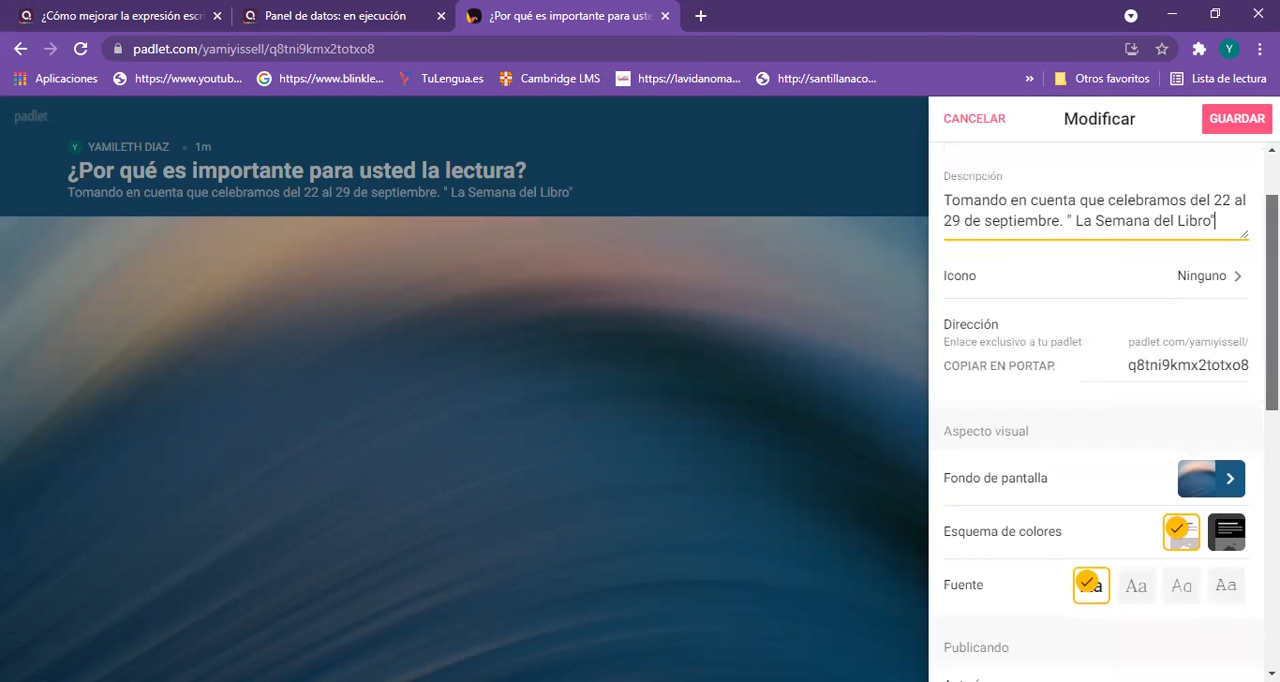 ¿Cómo mejorar la expresión escr
Panel de datos: en ejecución
¿Por qué es importante para uste
padlet.com/yamiyissell/q8tni9kmx2totxo8
Y
Aplicaciones
https://www.youtub...
https://www.blinkle...
TuLengua.es
Cambridge LMS
https://lavidanoma...
http://santillanaco...
»
Otros favoritos
Lista de lectura
padlet
Y YAMILETH DIAZ • 1m
¿Por qué es importante para usted la lectura?
Tomando en cuenta que celebramos del 22 al 29 de septiembre. " La Semana del Libro"
CANCELAR
Modificar
GUARDAR
Descripción
Tomando en cuenta que celebramos del 22 al
29 de septiembre. " La Semana del Libro"
Icono
Ninguno
Dirección
Enlace exclusivo a tu padlet.
padlet.com/yamiyissell/
COPIAR EN PORTAP.
q8tni9kmx2totxo8
Aspecto visual
Fondo de pantalla
Esquema de colores
Fuente
Aa Aa Aa
Publicando